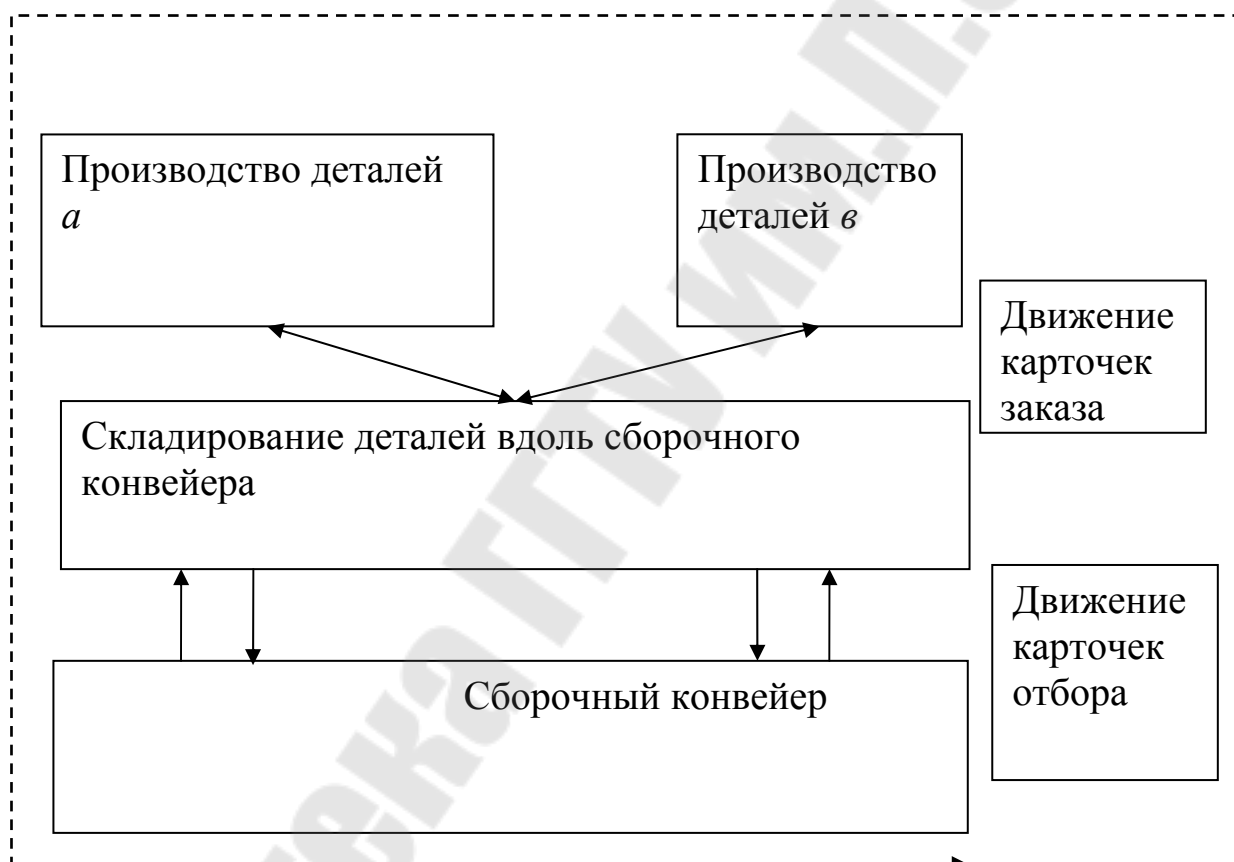 Производство деталей
а
Производство
деталей в
Движение
карточек
заказа
Складирование деталей вдоль сборочного
конвейера
Движение
карточек
отбора
Сборочный конвейер